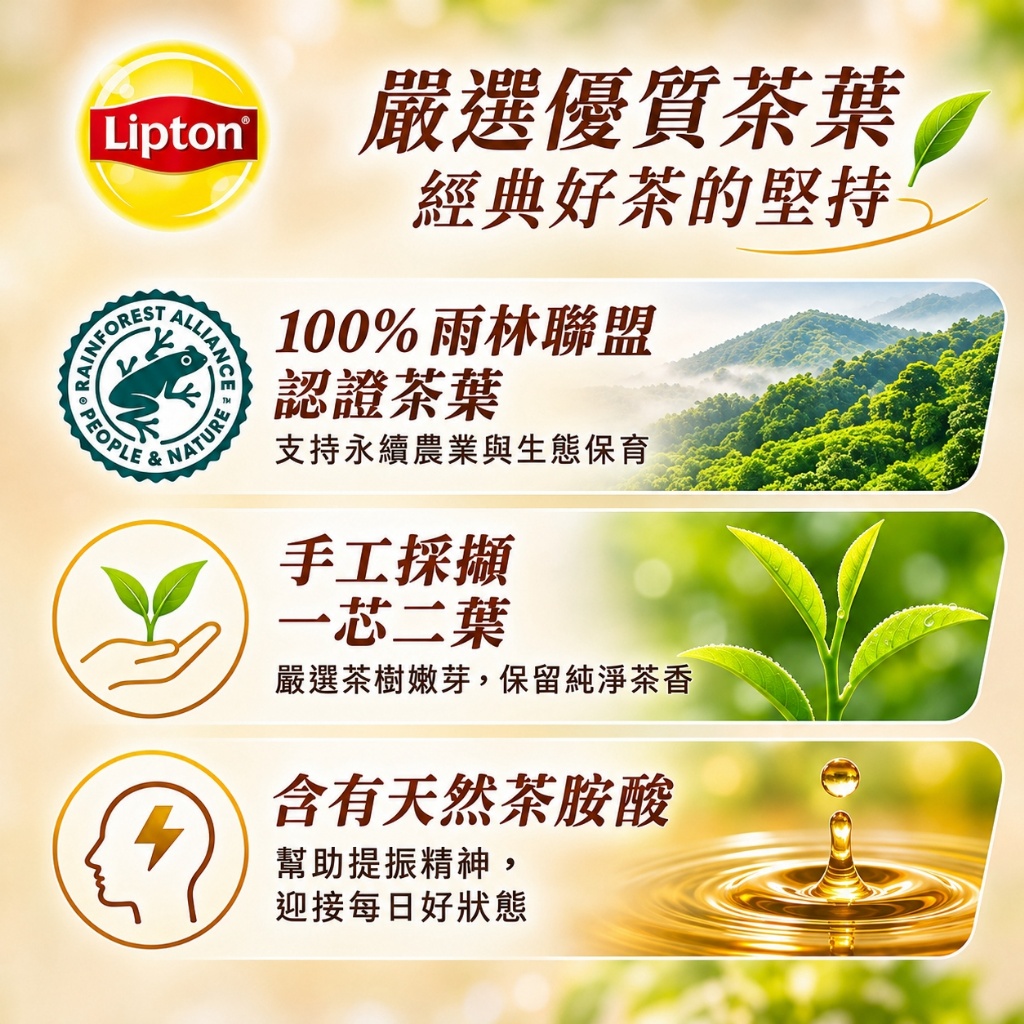 Lipton®
嚴選優質茶葉
經典好茶的堅持
RAINFOREST ALLIANCE
PEOPLE & NATURE
®
™
100% 雨林聯盟
認證茶葉
支持永續農業與生態保育
手工採擷
一芯二葉
嚴選茶樹嫩芽，保留純淨茶香
含有天然茶胺酸
幫助提振精神，
迎接每日好狀態